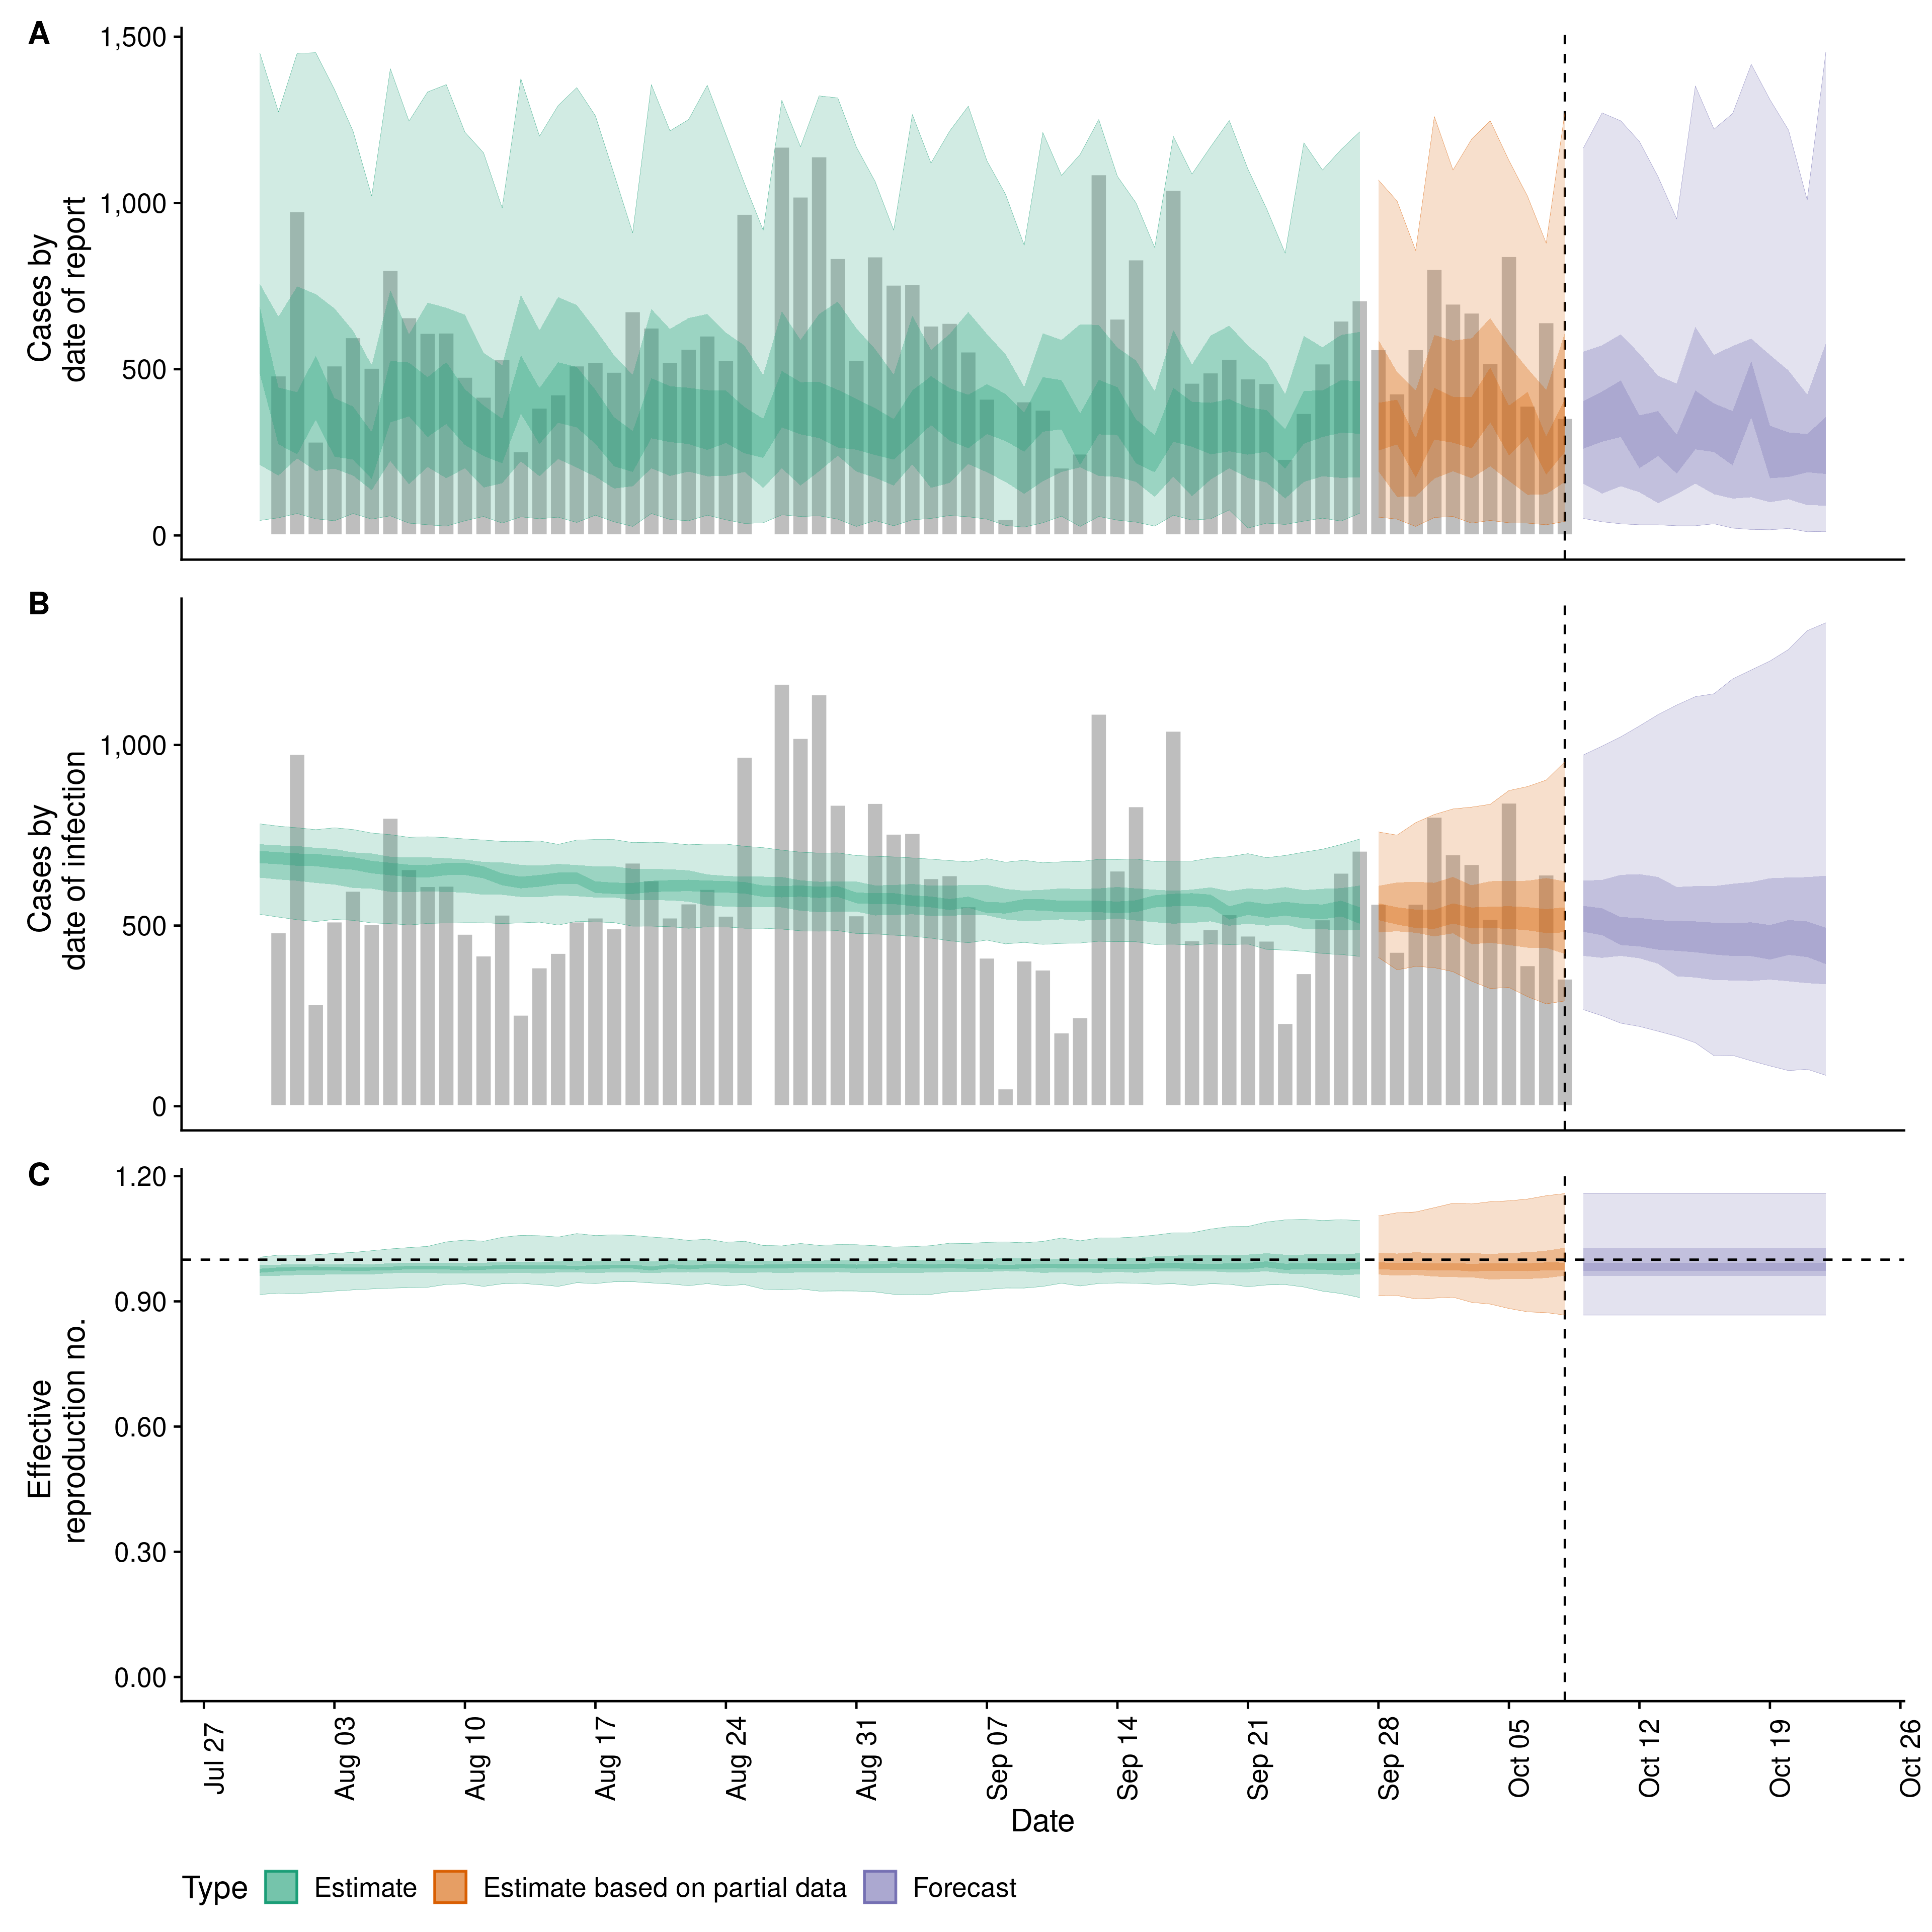 A
1,500
1,000
500
0
Cases by
date of report
B
1,000
500
0
Cases by
date of infection
C
1.20
0.90
0.60
0.30
0.00
Effective
reproduction no.
Jul 27
Aug 03
Aug 10
Aug 17
Aug 24
Aug 31
Sep 07
Sep 14
Sep 21
Sep 28
Oct 05
Oct 12
Oct 19
Oct 26
Date
Type Estimate Estimate based on partial data Forecast